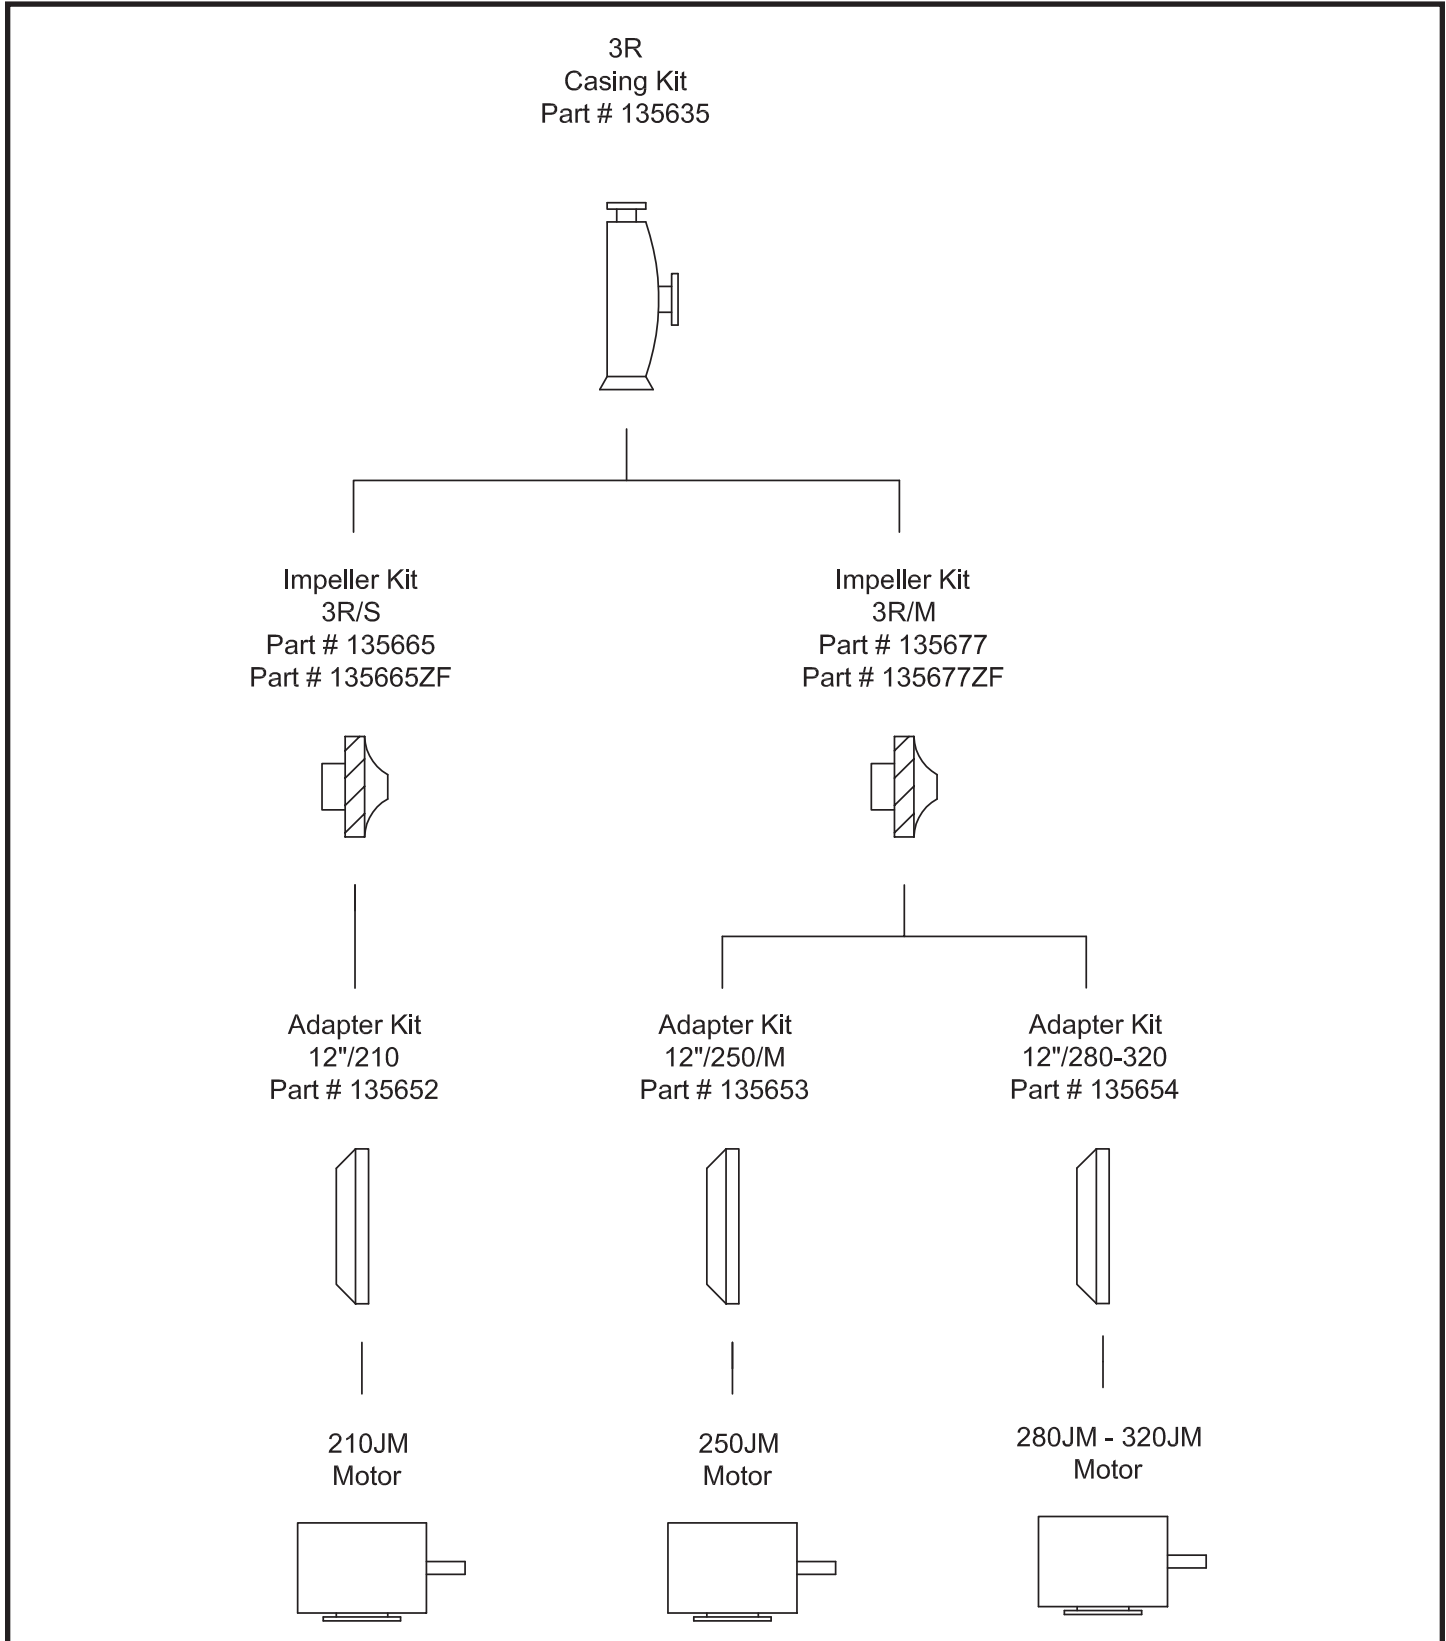 3R
Casing Kit
Part # 135635
Impeller Kit
3R/S
Part # 135665
Part # 135665ZF
Impeller Kit
3R/M
Part # 135677
Part # 135677ZF
Adapter Kit
12"/210
Part # 135652
Adapter Kit
12"/250/M
Part # 135653
Adapter Kit
12"/280-320
Part # 135654
210JM
Motor
250JM
Motor
280JM - 320JM
Motor